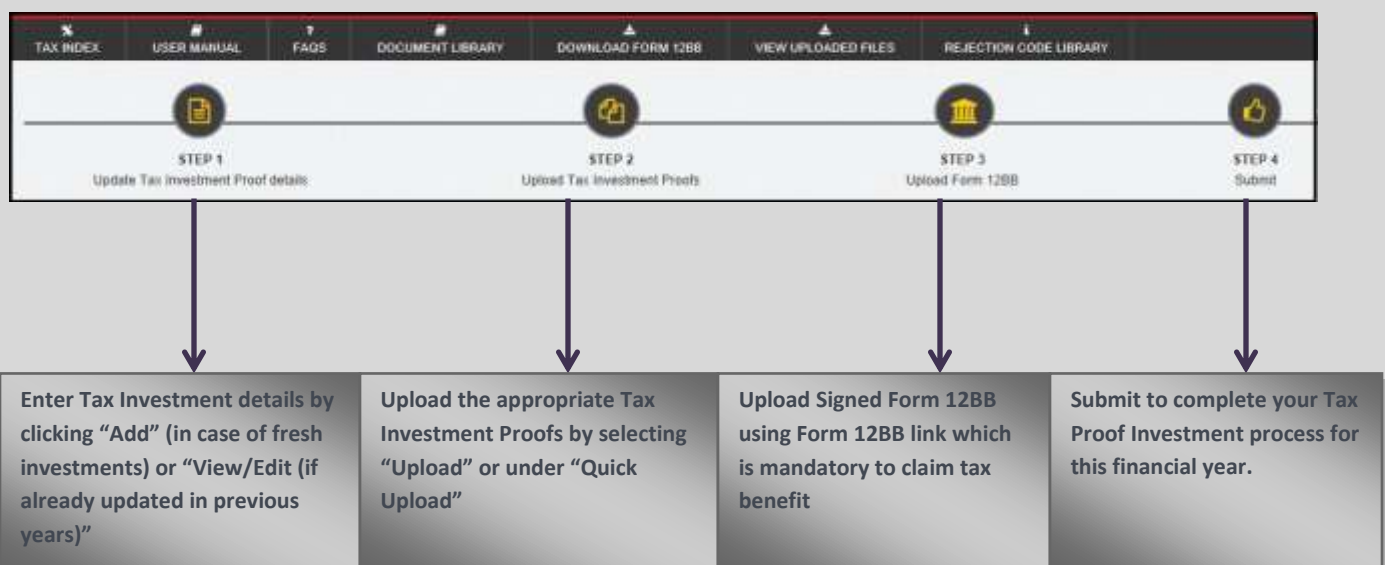 TAX INDEX USER MANUAL FAQS DOCUMENT LIBRARY DOWNLOAD FORM 12BB VIEW UPLOADED FILES REJECTION CODE LIBRARY
STEP 1 STEP 2 STEP 3 STEP 4
Update Tax Investment Proof details Upload Tax Investment Proofs Upload Form 12BB Submit
Enter Tax Investment details by
clicking “Add” (in case of fresh
investments) or “View/Edit (if
already updated in previous
years)”
Upload the appropriate Tax
Investment Proofs by selecting
“Upload” or under “Quick
Upload”
Upload Signed Form 12BB
using Form 12BB link which
is mandatory to claim tax
benefit
Submit to complete your Tax
Proof Investment process for
this financial year.